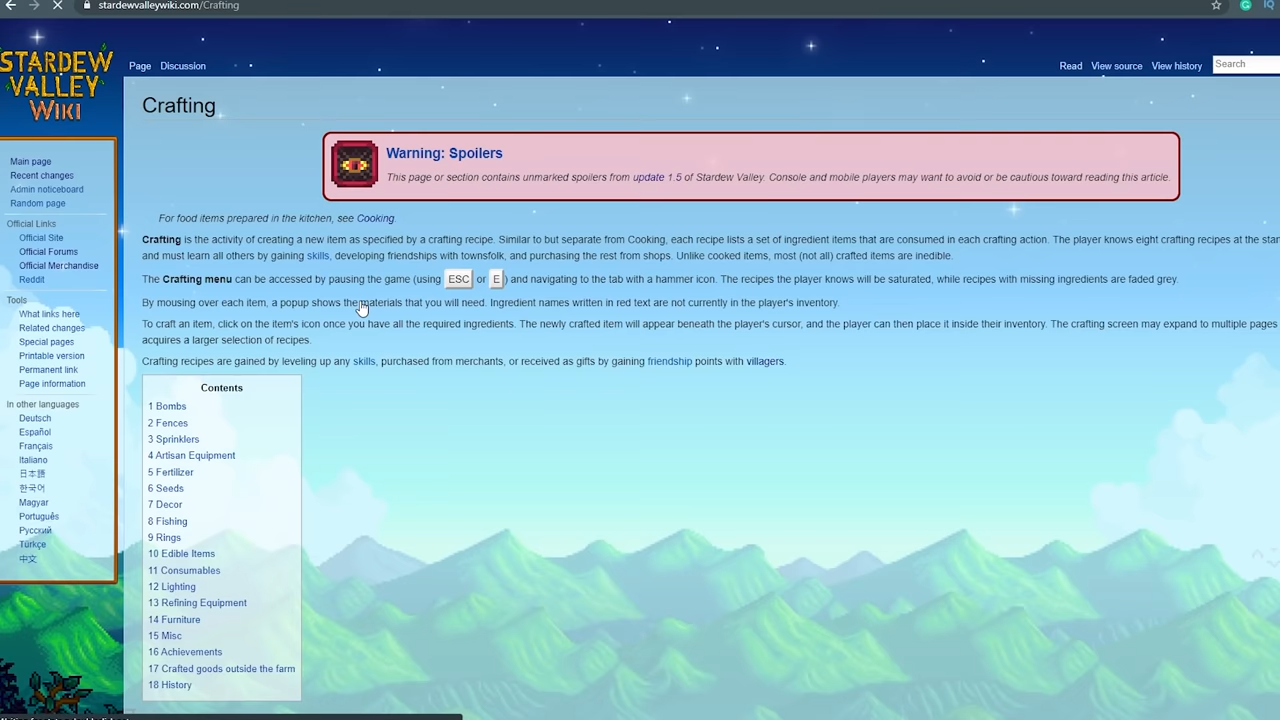 stardewvalleywiki.com/Crafting
STARDEW
VALLEY
WIKI
Page Discussion
Read View source View history Search
Main page
Recent changes
Admin noticeboard
Random page
Official Links
Official Site
Official Forums
Official Merchandise
Reddit
Tools
What links here
Related changes
Special pages
Printable version
Permanent link
Page information
In other languages
Deutsch
Español
Français
Italiano
日本語
한국어
Magyar
Português
Русский
Türkçe
中文
Crafting
Warning: Spoilers
This page or section contains unmarked spoilers from update 1.5 of Stardew Valley. Console and mobile players may want to avoid or be cautious toward reading this article.
For food items prepared in the kitchen, see Cooking.
Crafting is the activity of creating a new item as specified by a crafting recipe. Similar to but separate from Cooking, each recipe lists a set of ingredient items that are consumed in each crafting action. The player knows eight crafting recipes at the
and must learn all others by gaining skills, developing friendships with townsfolk, and purchasing the rest from shops. Unlike cooked items, most (not all) crafted items are inedible.
The Crafting menu can be accessed by pausing the game (using ESC or E) and navigating to the tab with a hammer icon. The recipes the player knows will be saturated, while recipes with missing ingredients are faded grey.
By mousing over each item, a popup shows the materials that you will need. Ingredient names written in red text are not currently in the player's inventory.
To craft an item, click on the item's icon once you have all the required ingredients. The newly crafted item will appear beneath the player's cursor, and the player can then place it inside their inventory. The crafting screen may expand to multiple pages
acquires a larger selection of recipes.
Crafting recipes are gained by leveling up any skills, purchased from merchants, or received as gifts by gaining friendship points with villagers.
Contents
1 Bombs
2 Fences
3 Sprinklers
4 Artisan Equipment
5 Fertilizer
6 Seeds
7 Decor
8 Fishing
9 Rings
10 Edible Items
11 Consumables
12 Lighting
13 Refining Equipment
14 Furniture
15 Misc
16 Achievements
17 Crafted goods outside the farm
18 History